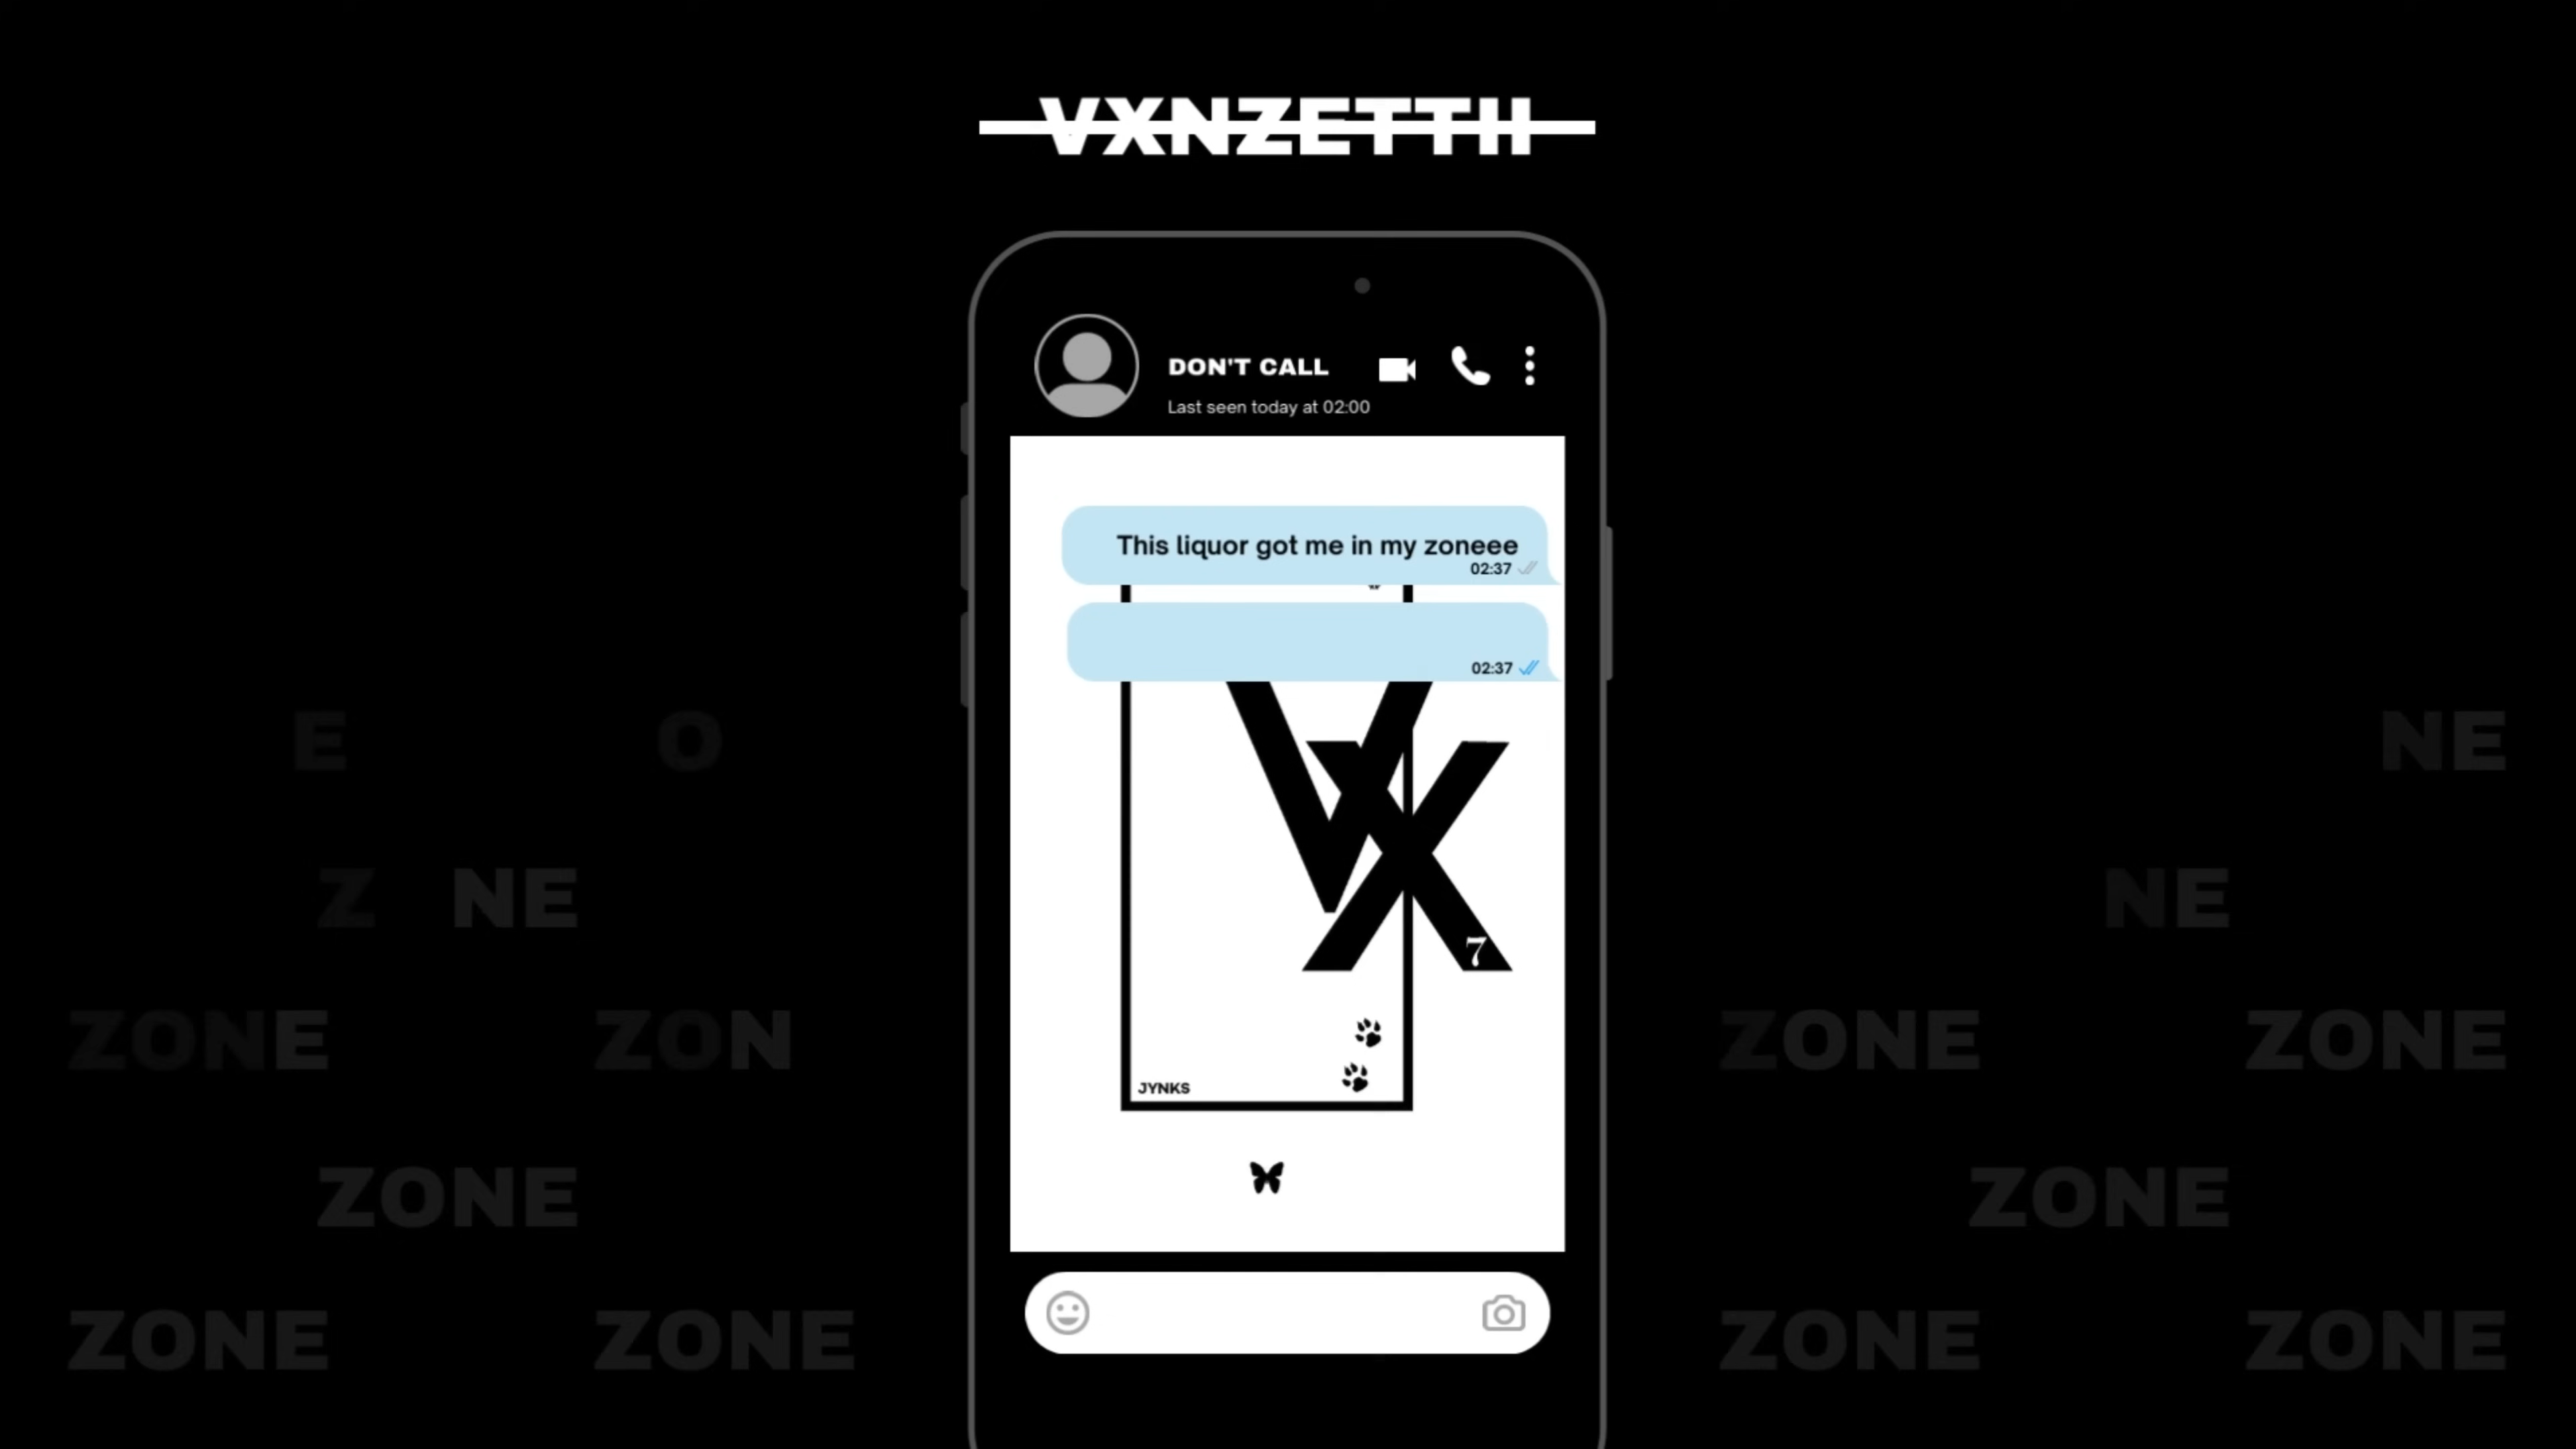 VXNZETTII
DON'T CALL
Last seen today at 02:00
This liquor got me in my zoneee
02:37
02:37
VX
7
JYNKS
E O NE
Z NE NE
ZONE ZON ZONE ZONE
ZONE ZONE
ZONE ZONE ZONE ZONE